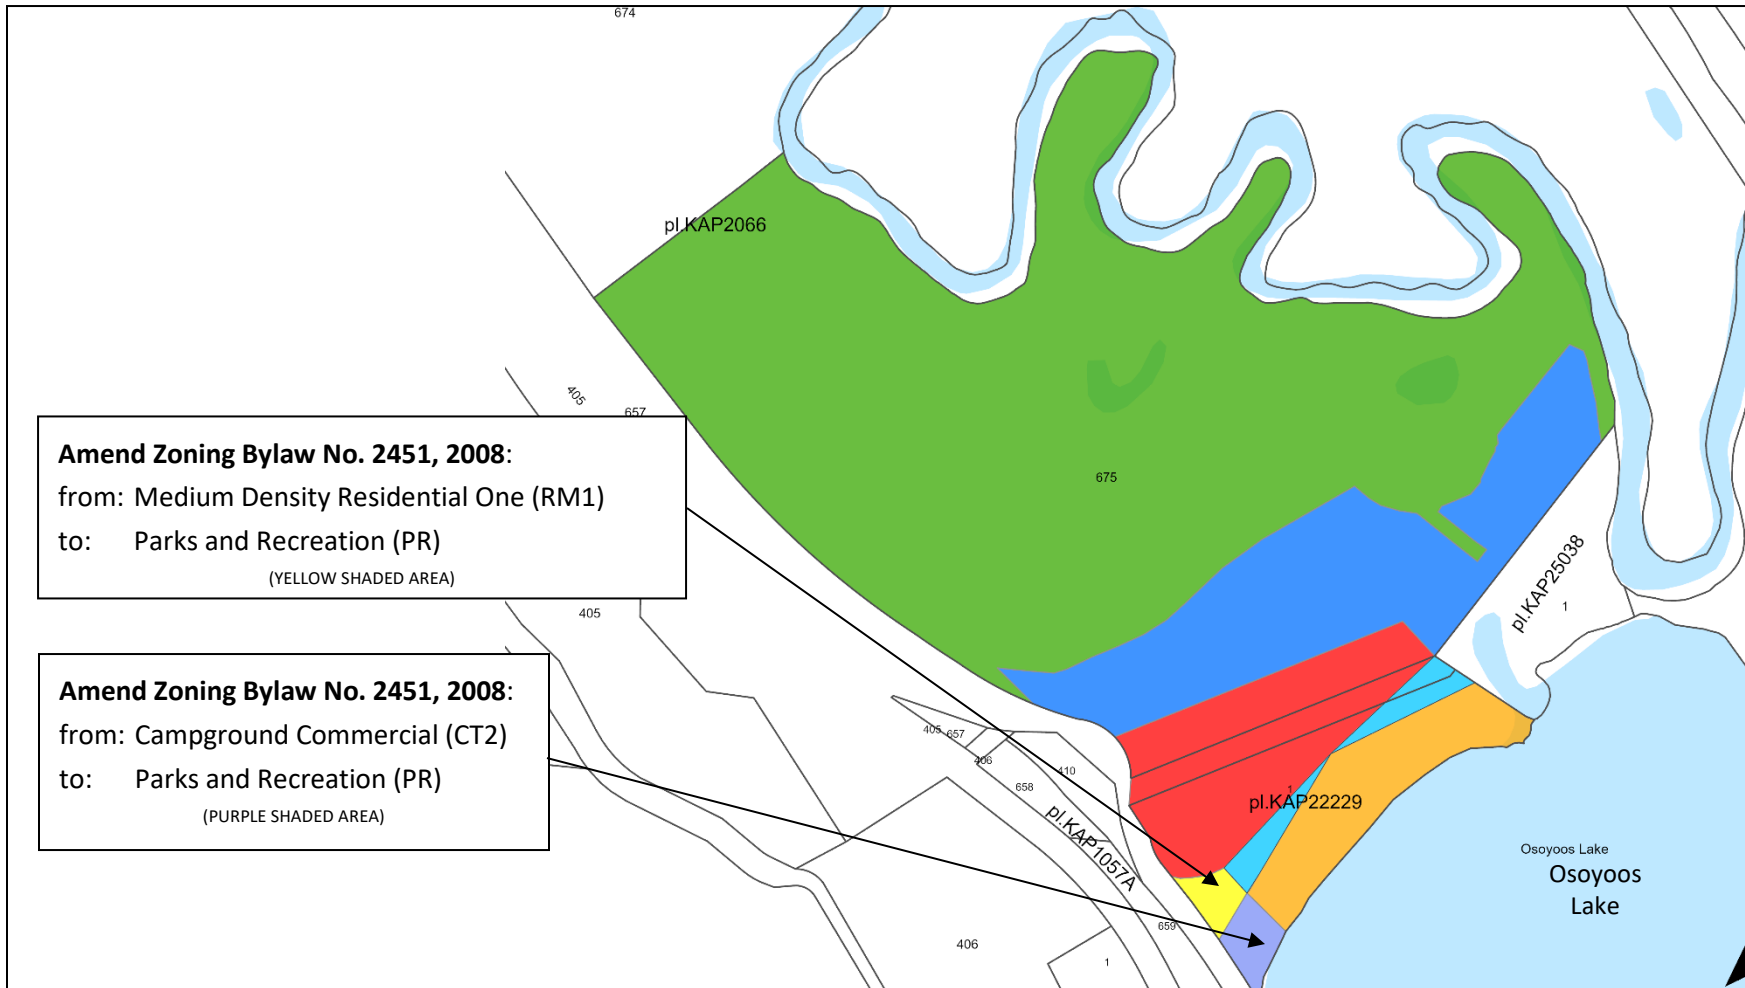 674
pl.KAP2066
405
657
Amend Zoning Bylaw No. 2451, 2008:
from: Medium Density Residential One (RM1)
to: Parks and Recreation (PR)
(YELLOW SHADED AREA)
675
pl.KAP25038
1
405
Amend Zoning Bylaw No. 2451, 2008:
from: Campground Commercial (CT2)
to: Parks and Recreation (PR)
(PURPLE SHADED AREA)
405
657
406
410
658
pl.KAP1057A
1
pl.KAP22229
Osoyoos Lake
Osoyoos
Lake
659
406
1